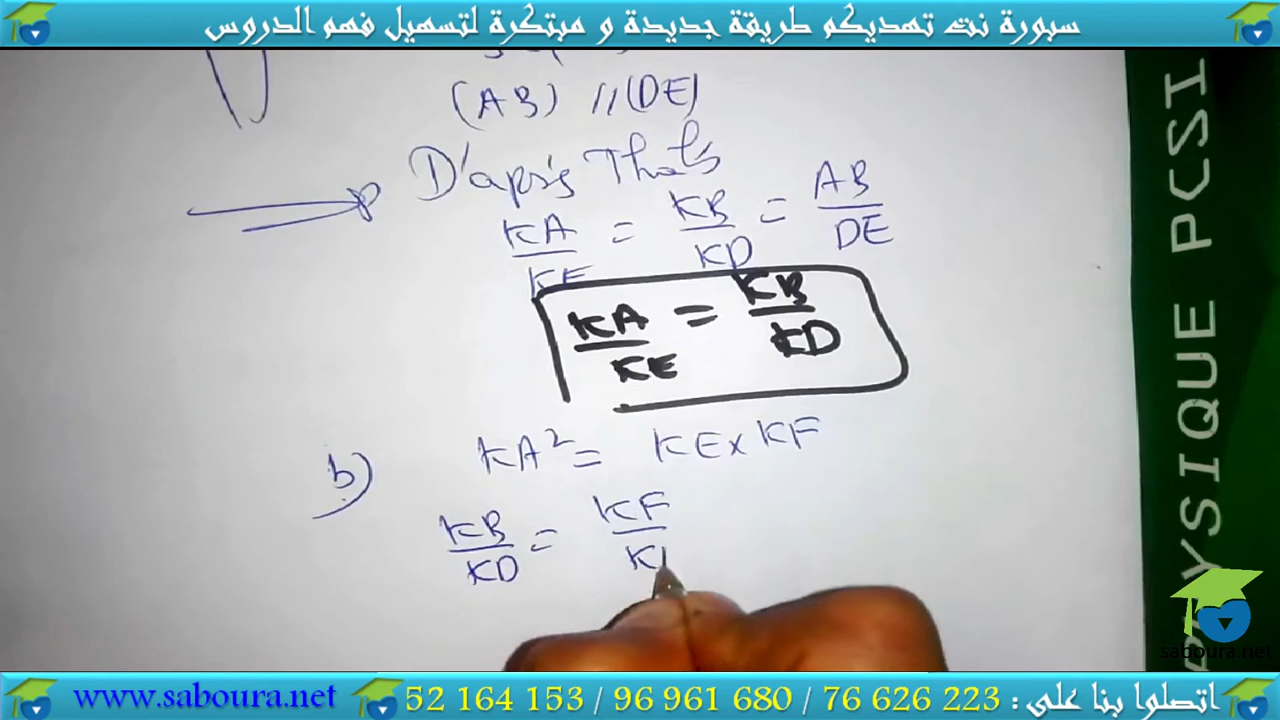 سبورة نت تهديكم طريقة جديدة و مبتكرة لتسهيل فهم الدروس
(AB) // (DE)
D'après Thalès
KA/KE = KB/KD = AB/DE
KA/KE = KB/KD
b) KA² = KE x KF
KB/KD = KF/K
PHYSIQUE PCSI
saboura.net
www.saboura.net 52 164 153 / 96 961 680 / 76 626 223 : اتصلوا بنا على